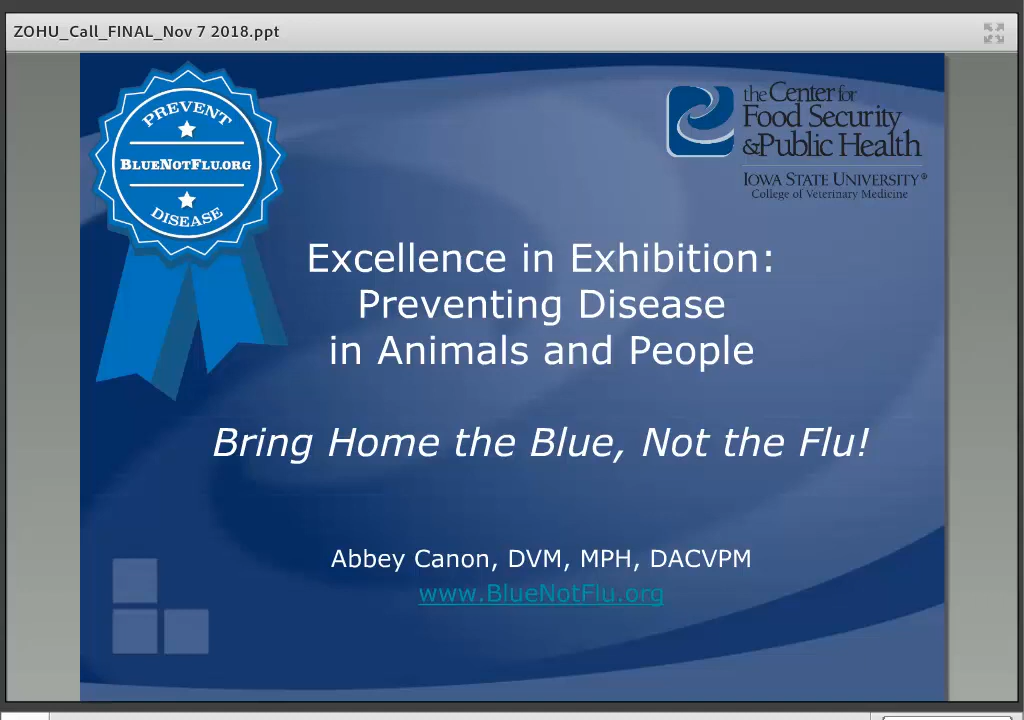 ZOHU_Call_FINAL_Nov 7 2018.ppt
PREVENT
BLUENOTFLU.ORG
DISEASE
the Center for
Food Security
&Public Health
IOWA STATE UNIVERSITY®
College of Veterinary Medicine
Excellence in Exhibition:
Preventing Disease
in Animals and People
Bring Home the Blue, Not the Flu!
Abbey Canon, DVM, MPH, DACVPM
www.BlueNotFlu.org